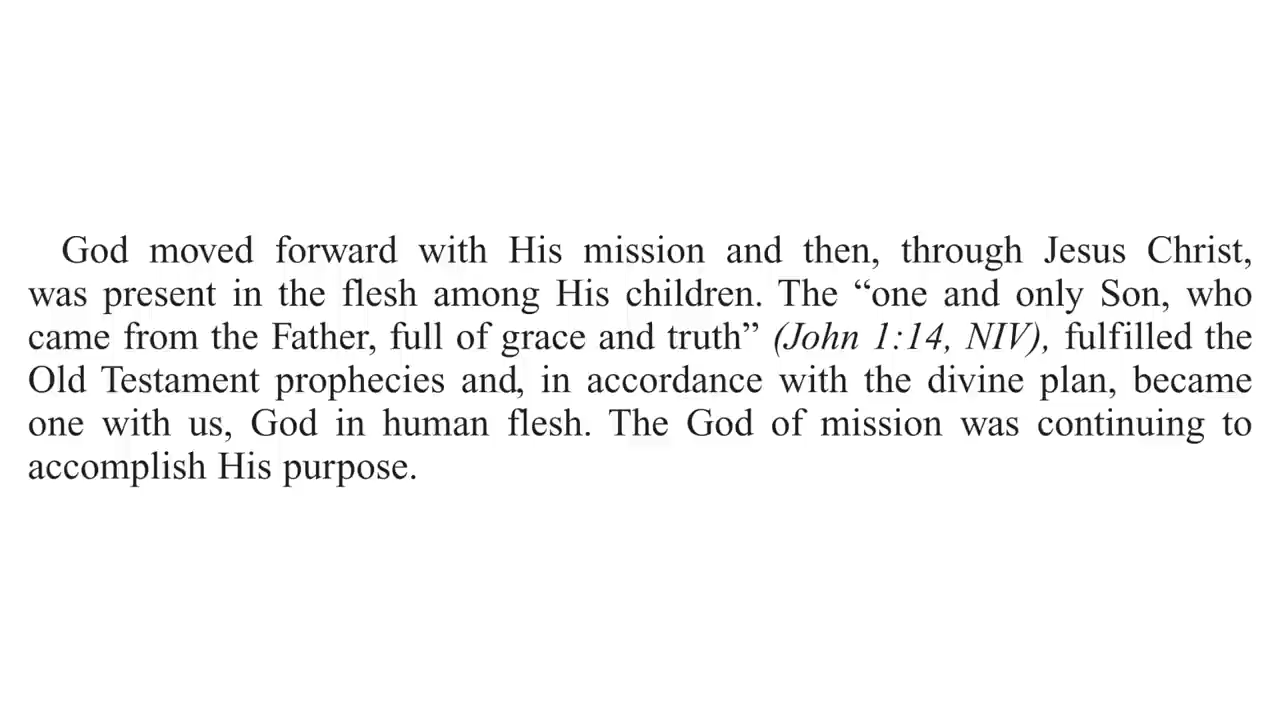 God moved forward with His mission and then, through Jesus Christ,
was present in the flesh among His children. The “one and only Son, who
came from the Father, full of grace and truth” (John 1:14, NIV), fulfilled the
Old Testament prophecies and, in accordance with the divine plan, became
one with us, God in human flesh. The God of mission was continuing to
accomplish His purpose.